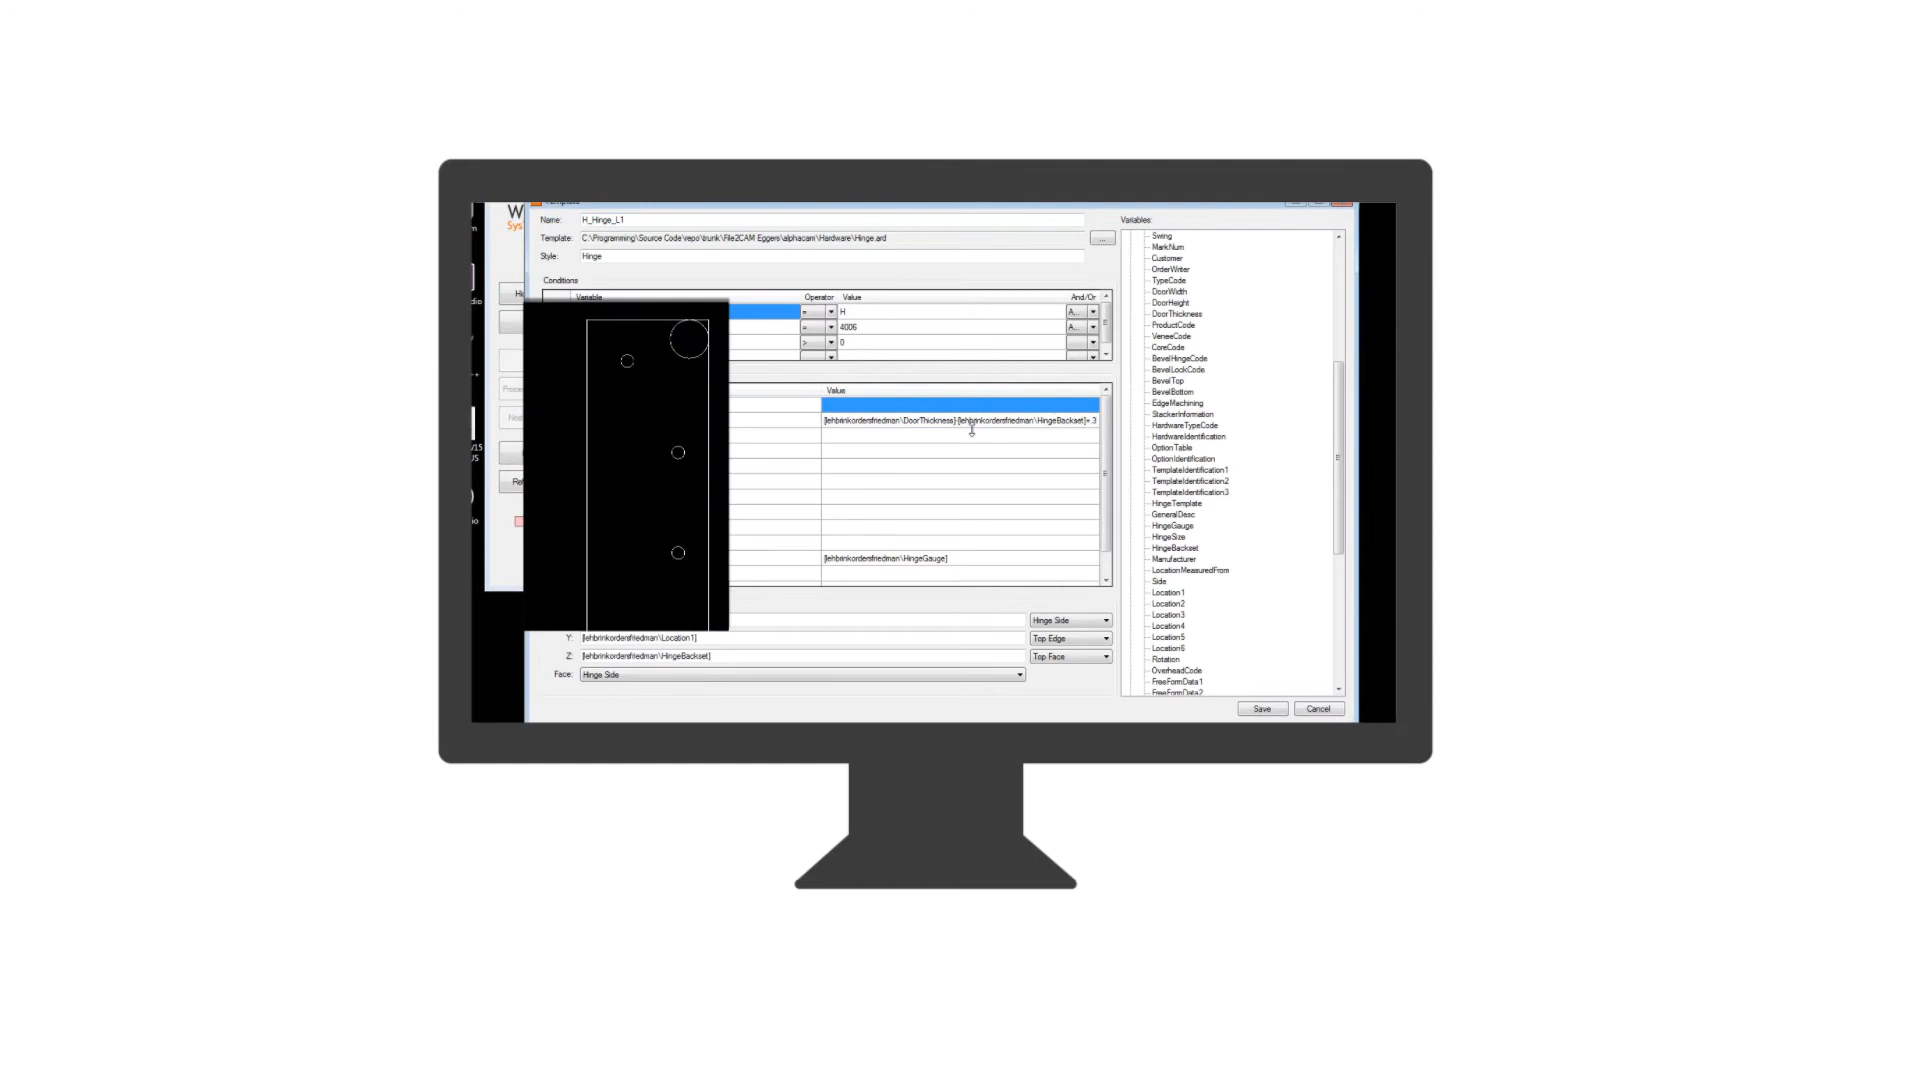 W
Sys
Name: H_Hinge_L1
Template: C:\Programming\Source Code\repo\trunk\File2CAM Eggers\alphacam\Hardware\Hinge.ard ...
Style: Hinge
Conditions
Variable Operator Value And/Or
= H A...
= 4006 A...
> 0
Value
[lehbrinkordersfriedman\DoorThickness]-[lehbrinkordersfriedman\HingeBackset]+.3
[lehbrinkordersfriedman\HingeGauge]
Hinge Side
Y: [lehbrinkordersfriedman\Location1] Top Edge
Z: [lehbrinkordersfriedman\HingeBackset] Top Face
Face: Hinge Side
Variables:
Swing
MarkNum
Customer
OrderWriter
TypeCode
DoorWidth
DoorHeight
DoorThickness
ProductCode
VeneeCode
CoreCode
BevelHingeCode
BevelLockCode
BevelTop
BevelBottom
EdgeMachining
StackerInformation
HardwareTypeCode
HardwareIdentification
OptionTable
OptionIdentification
TemplateIdentification1
TemplateIdentification2
TemplateIdentification3
HingeTemplate
GeneralDesc
HingeGauge
HingeSize
HingeBackset
Manufacturer
LocationMeasuredFrom
Side
Location1
Location2
Location3
Location4
Location5
Location6
Rotation
OverheadCode
FreeFormData1
FreeFormData2
Save Cancel